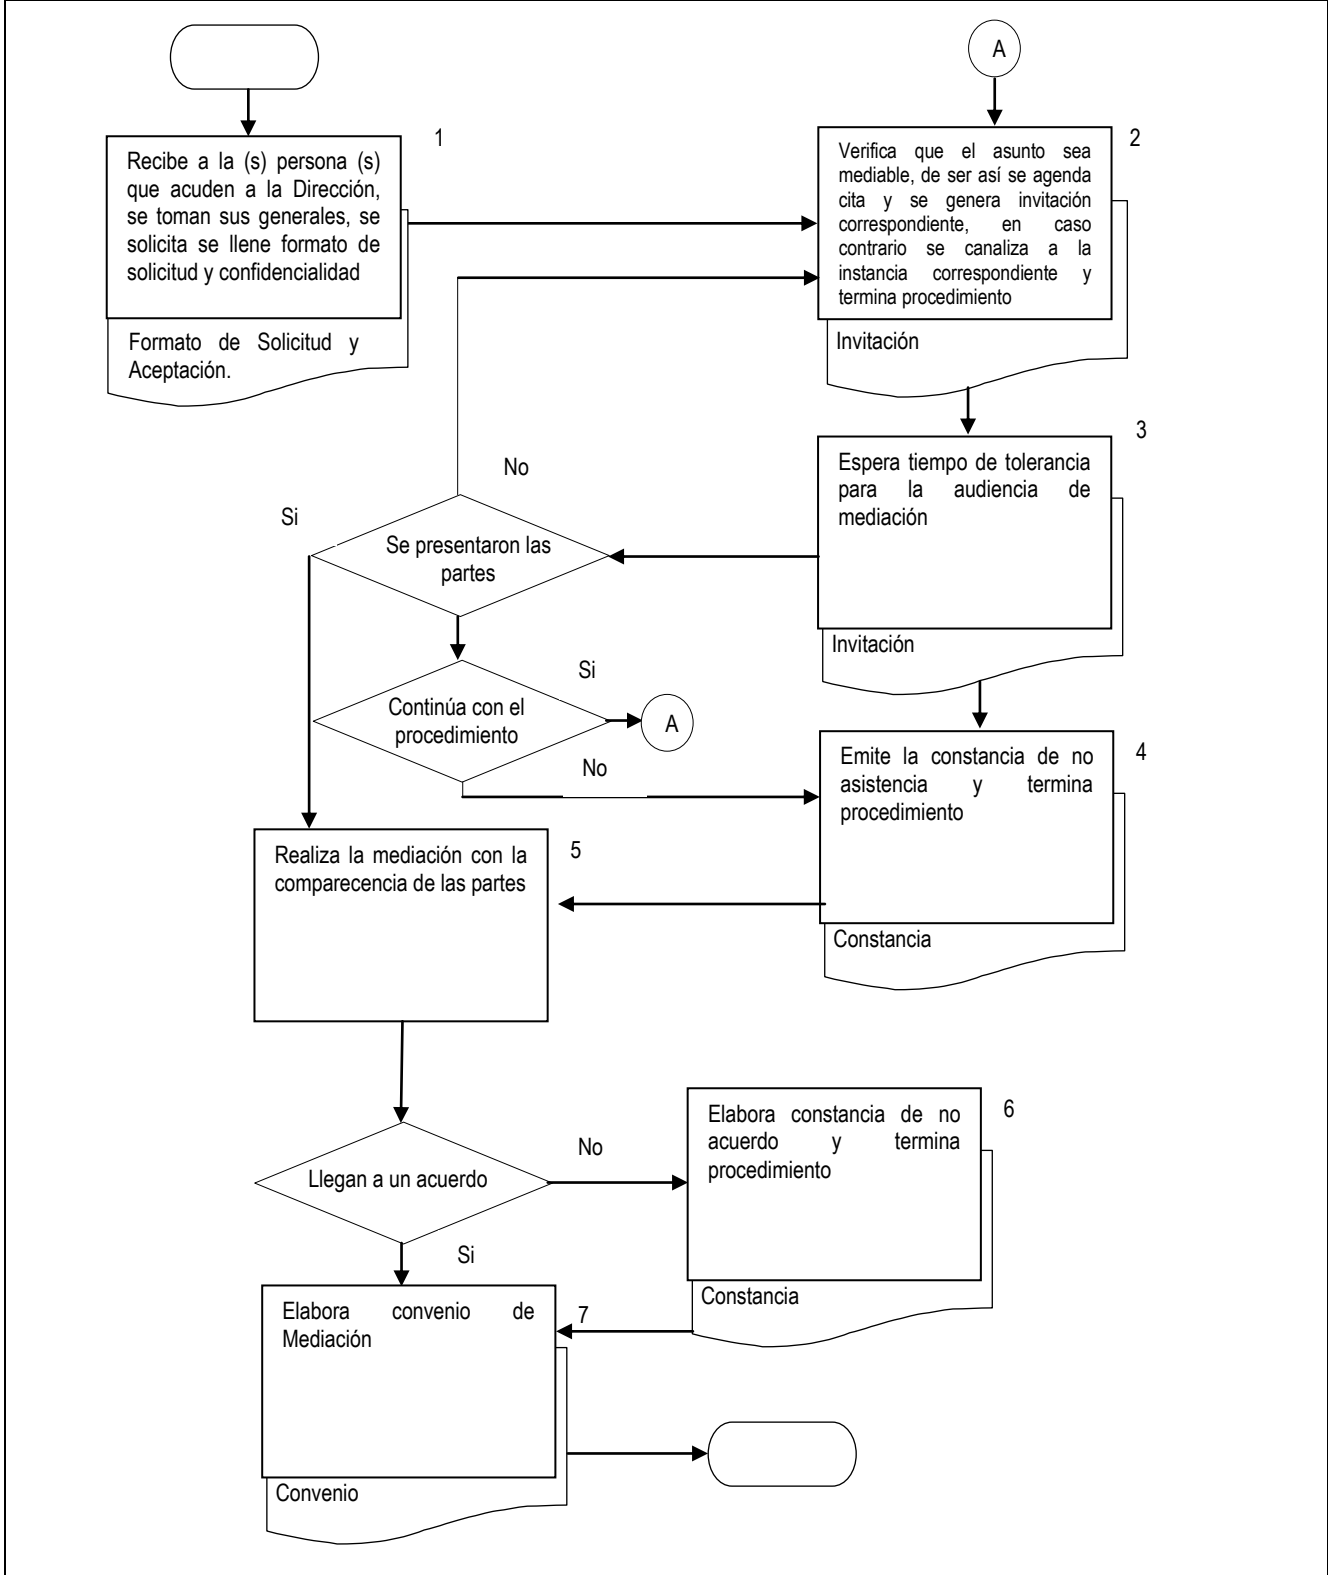 A
1
Recibe a la (s) persona (s)
que acuden a la Dirección,
se toman sus generales, se
solicita se llene formato de
solicitud y confidencialidad
Formato de Solicitud y
Aceptación.
2
Verifica que el asunto sea
mediable, de ser así se agenda
cita y se genera invitación
correspondiente, en caso
contrario se canaliza a la
instancia correspondiente y
termina procedimiento
Invitación
3
Espera tiempo de tolerancia
para la audiencia de
mediación
Invitación
No
Si
Se presentaron las
partes
Si
Continúa con el
procedimiento
A
No
4
Emite la constancia de no
asistencia y termina
procedimiento
Constancia
5
Realiza la mediación con la
comparecencia de las partes
Llegan a un acuerdo
No
Si
6
Elabora constancia de no
acuerdo y termina
procedimiento
Constancia
7
Elabora convenio de
Mediación
Convenio